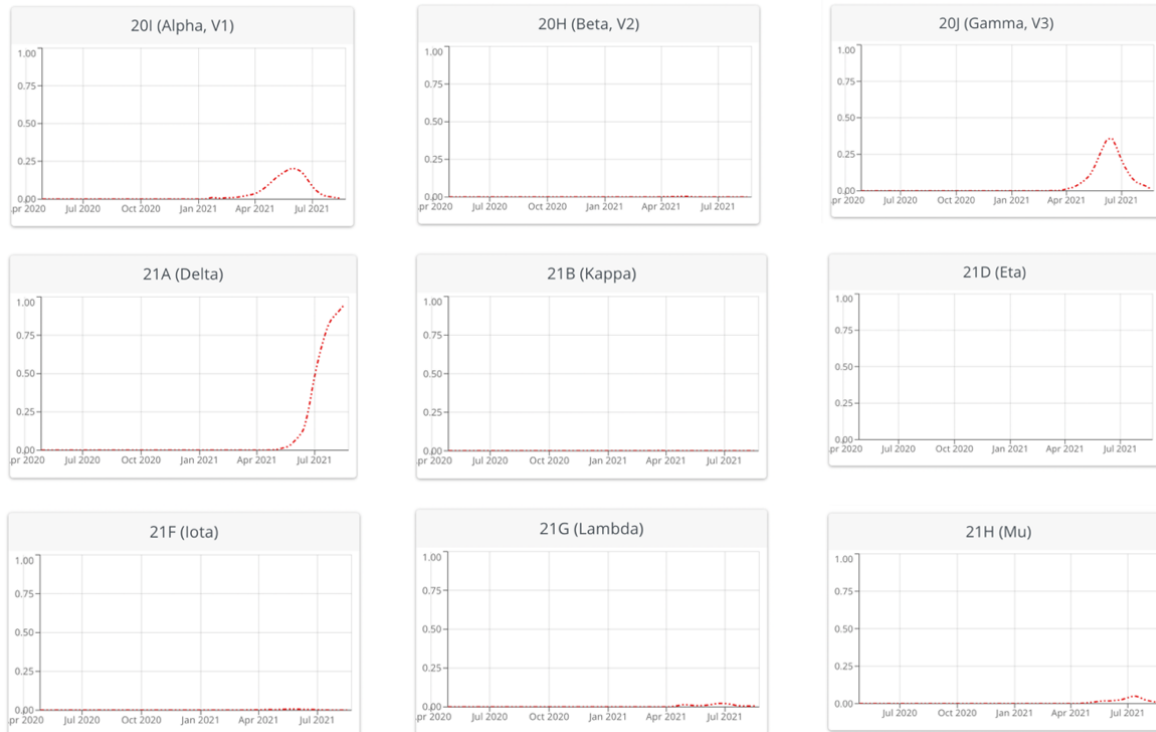 20I (Alpha, V1)
1.00
0.75
0.50
0.25
0.00
pr 2020 Jul 2020 Oct 2020 Jan 2021 Apr 2021 Jul 2021
20H (Beta, V2)
1.00
0.75
0.50
0.25
0.00
Apr 2020 Jul 2020 Oct 2020 Jan 2021 Apr 2021 Jul 2021
20J (Gamma, V3)
1.00
0.75
0.50
0.25
0.00
pr 2020 Jul 2020 Oct 2020 Jan 2021 Apr 2021 Jul 2021
21A (Delta)
1.00
0.75
0.50
0.25
0.00
pr 2020 Jul 2020 Oct 2020 Jan 2021 Apr 2021 Jul 2021
21B (Kappa)
1.00
0.75
0.50
0.25
0.00
Apr 2020 Jul 2020 Oct 2020 Jan 2021 Apr 2021 Jul 2021
21D (Eta)
1.00
0.75
0.50
0.25
0.00
pr 2020 Jul 2020 Oct 2020 Jan 2021 Apr 2021 Jul 2021
21F (Iota)
1.00
0.75
0.50
0.25
0.00
pr 2020 Jul 2020 Oct 2020 Jan 2021 Apr 2021 Jul 2021
21G (Lambda)
1.00
0.75
0.50
0.25
0.00
Apr 2020 Jul 2020 Oct 2020 Jan 2021 Apr 2021 Jul 2021
21H (Mu)
1.00
0.75
0.50
0.25
0.00
Jul 2020 Oct 2020 Jan 2021 Apr 2021 Jul 2021